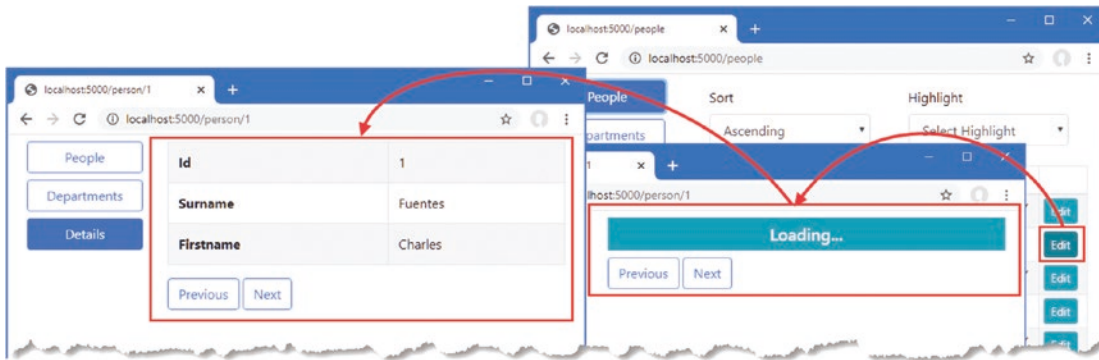 localhost:5000/people
localhost:5000/people
People
Sort
Highlight
partments
Ascending
Select Highlight
localhost:5000/person/1
localhost:5000/person/1
People
Departments
Details
Id
1
Surname
Fuentes
Firstname
Charles
Previous
Next
1
lhost:5000/person/1
Loading...
Previous
Next
Edit
Edit
Edit
Edit